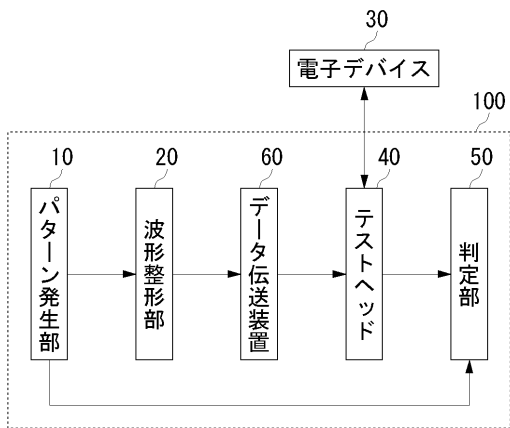 30
電子デバイス
100
10
20
60
40
50
パターン発生部
波形整形部
データ伝送装置
テストヘッド
判定部